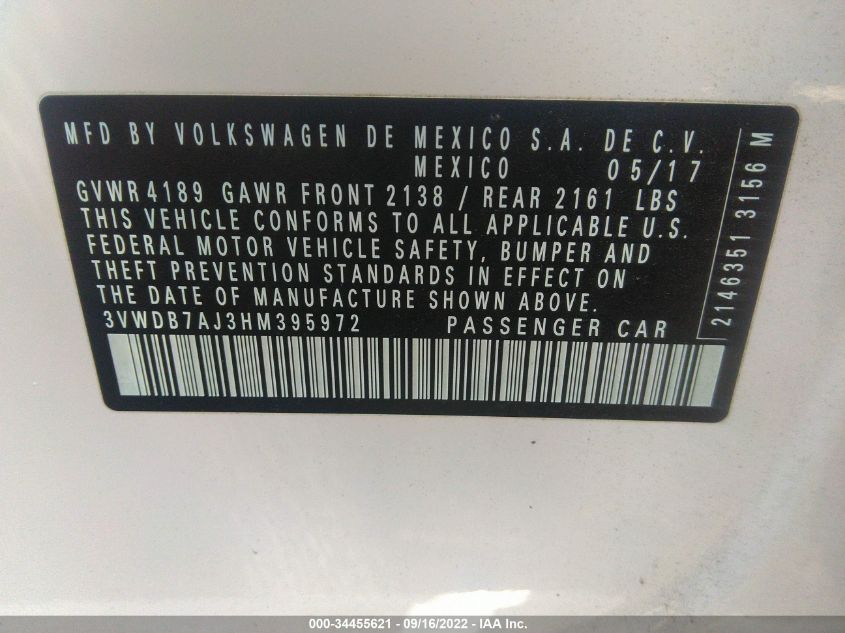 MFD BY VOLKSWAGEN DE MEXICO S.A. DE C.V.
MEXICO 05/17
GVWR 4189 GAWR FRONT 2138 / REAR 2161 LBS
THIS VEHICLE CONFORMS TO ALL APPLICABLE U.S.
FEDERAL MOTOR VEHICLE SAFETY, BUMPER AND
THEFT PREVENTION STANDARDS IN EFFECT ON
THE DATE OF MANUFACTURE SHOWN ABOVE.
3VWDB7AJ3HM395972 PASSENGER CAR
2146351 3156 M
000-34455621 - 09/16/2022 - IAA Inc.